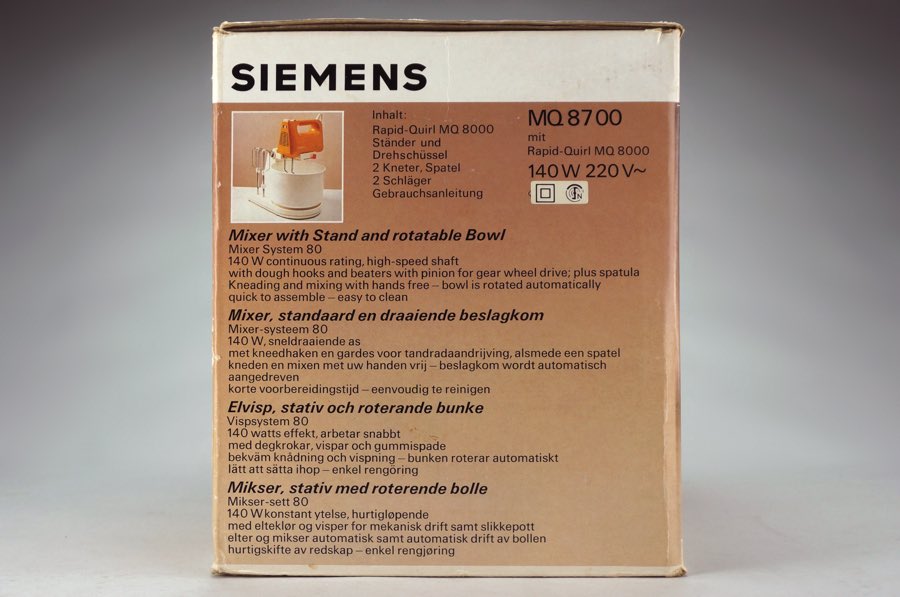 SIEMENS
Inhalt:
Rapid-Quirl MQ 8000
Ständer und
Drehschüssel
2 Kneter, Spatel
2 Schläger
Gebrauchsanleitung
MQ 8700
mit
Rapid-Quirl MQ 8000
140 W 220 V~
Mixer with Stand and rotatable Bowl
Mixer System 80
140 W continuous rating, high-speed shaft
with dough hooks and beaters with pinion for gear wheel drive; plus spatula
Kneading and mixing with hands free – bowl is rotated automatically
quick to assemble – easy to clean
Mixer, standaard en draaiende beslagkom
Mixer-systeem 80
140 W, sneldraaiende as
met kneedhaken en gardes voor tandradaandrijving, alsmede een spatel
kneden en mixen met uw handen vrij – beslagkom wordt automatisch
aangedreven
korte voorbereidingstijd – eenvoudig te reinigen
Elvisp, stativ och roterande bunke
Vispsystem 80
140 watts effekt, arbetar snabbt
med degkrokar, vispar och gummispade
bekväm knådning och vispning – bunken roterar automatiskt
lätt att sätta ihop – enkel rengöring
Mikser, stativ med roterende bolle
Mikser-sett 80
140 W konstant ytelse, hurtigløpende
med elteklør og visper for mekanisk drift samt slikkepott
elter og mikser automatisk samt automatisk drift av bollen
hurtigskifte av redskap – enkel rengjøring